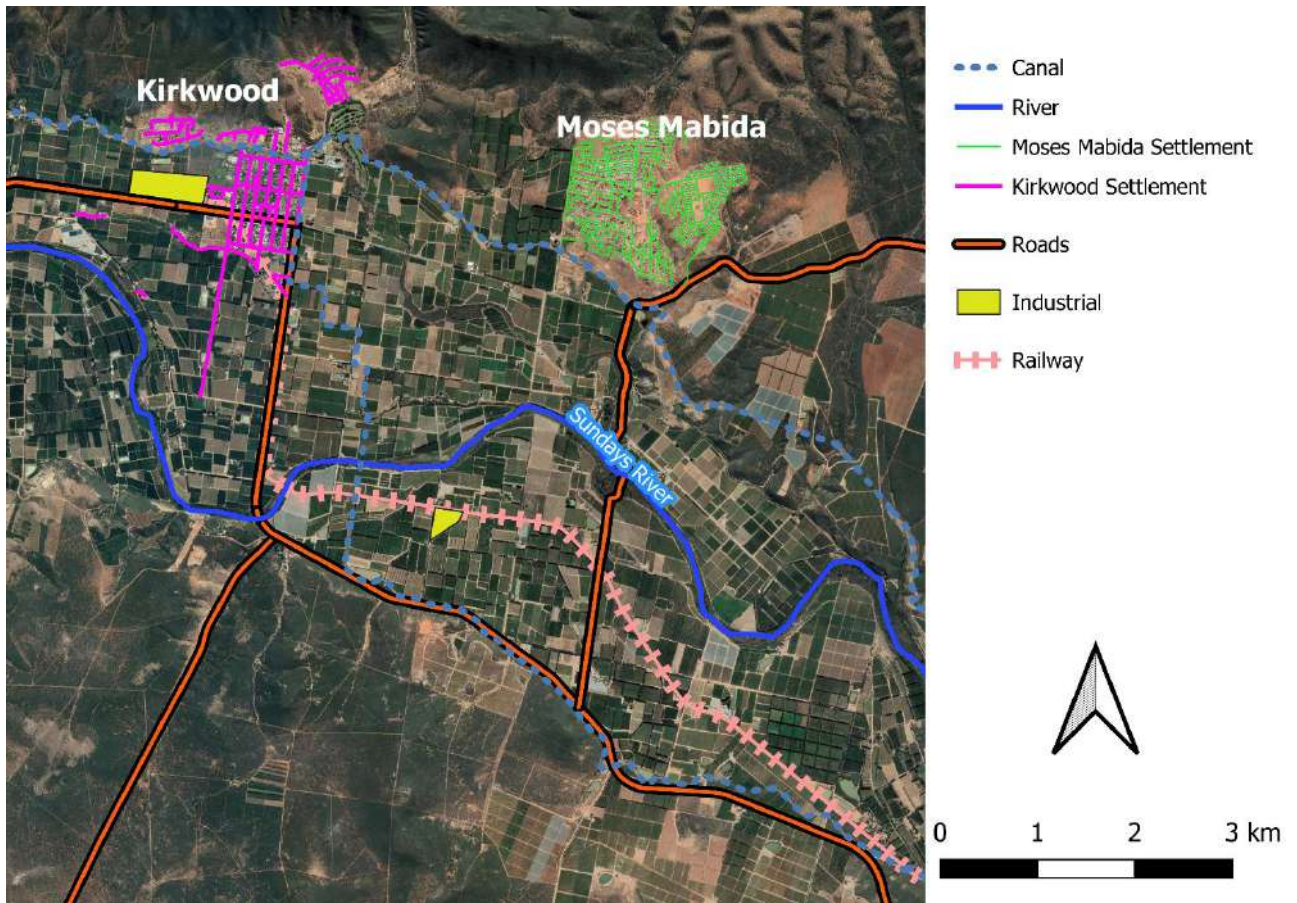 Kirkwood
Moses Mabida
Sundays River
Canal
River
Moses Mabida Settlement
Kirkwood Settlement
Roads
Industrial
Railway
0 1 2 3 km